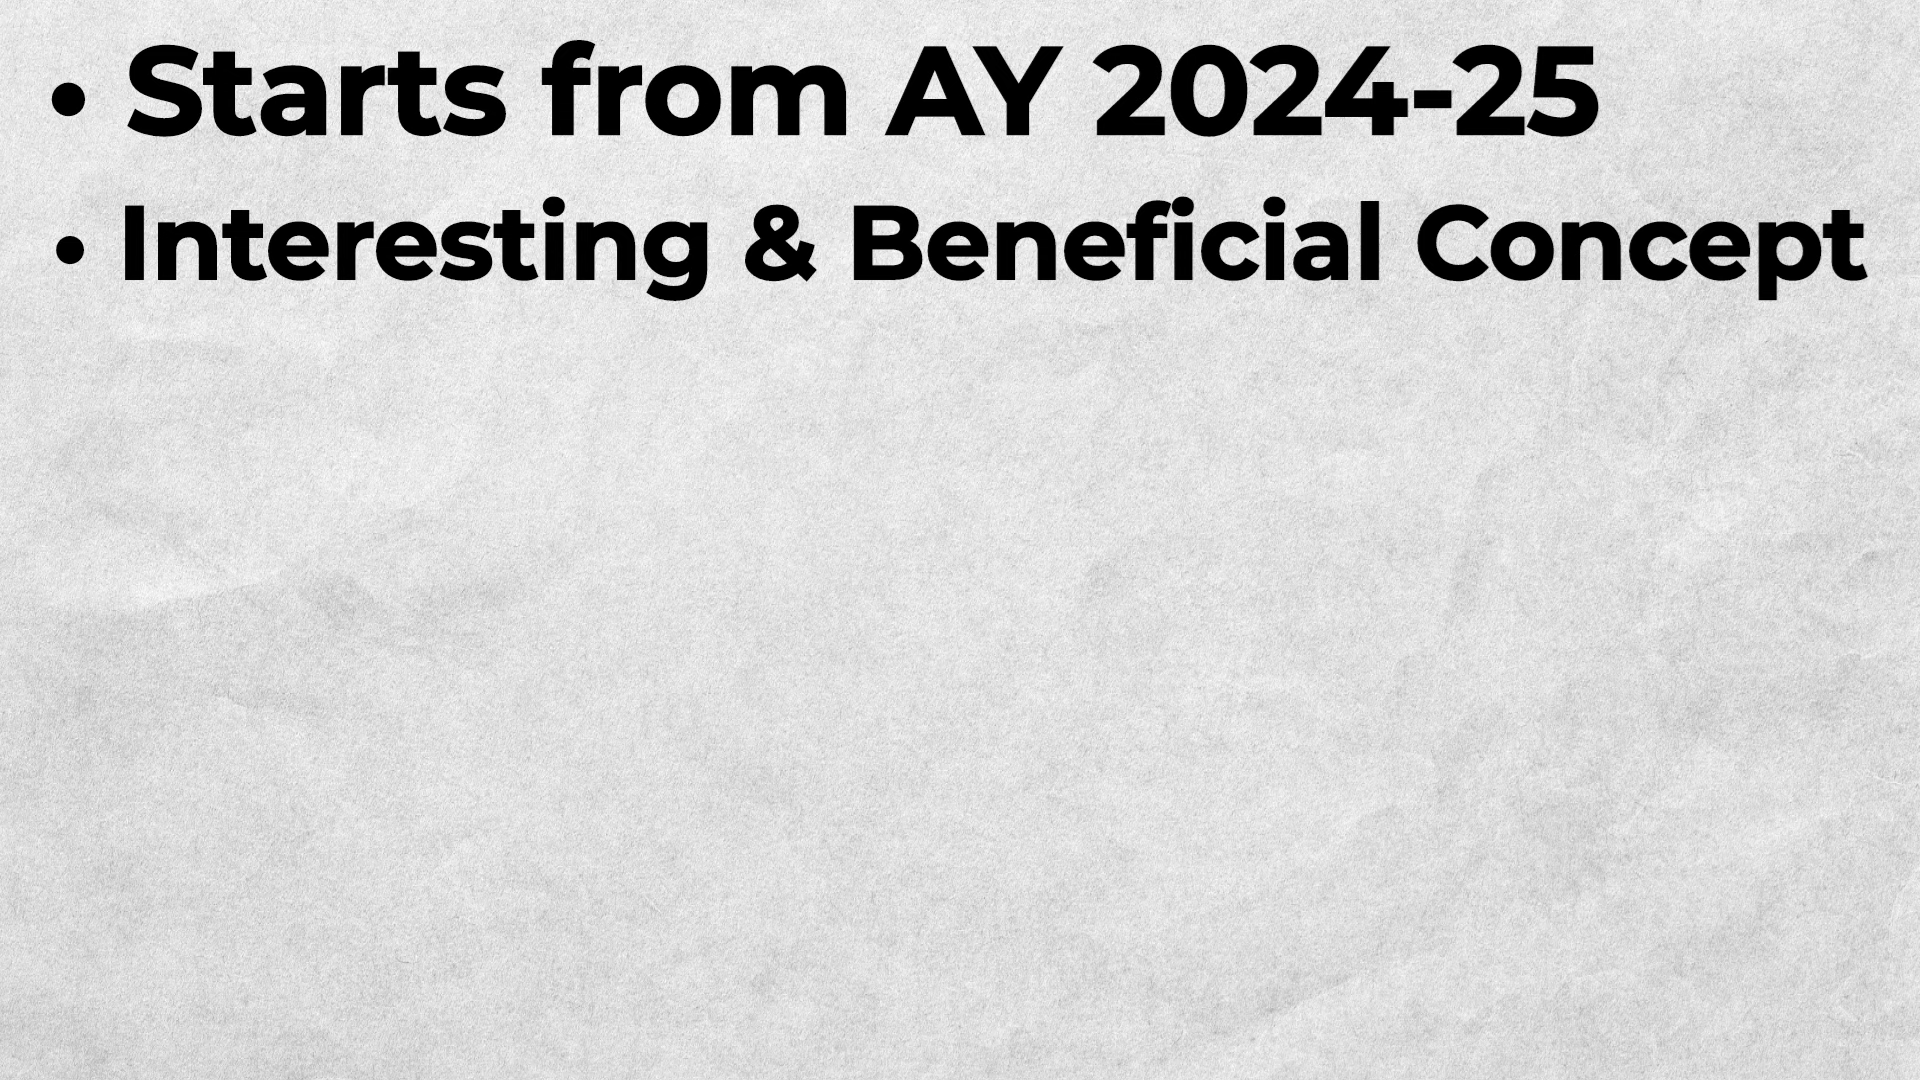 • Starts from AY 2024-25
• Interesting & Beneficial Concept